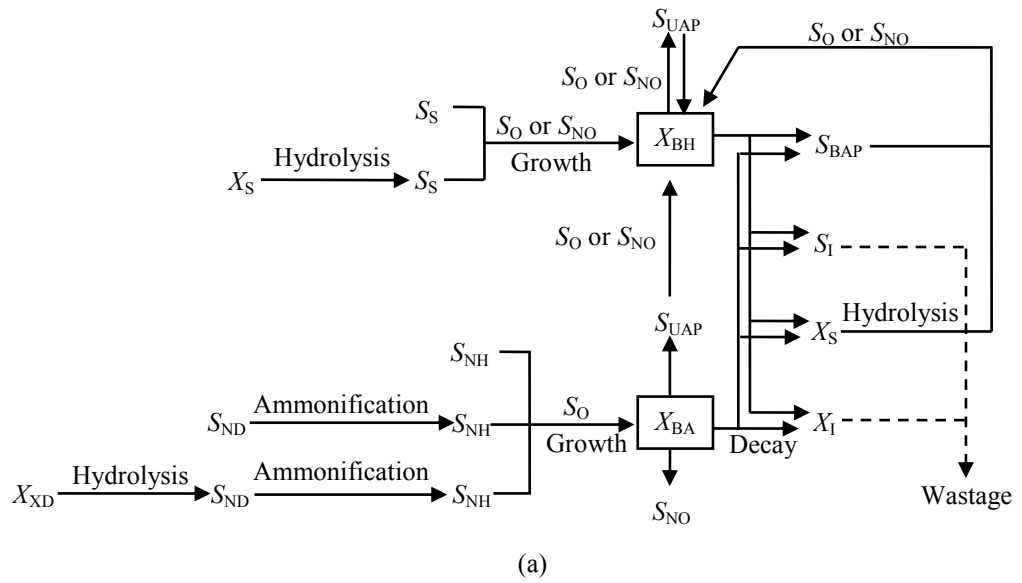 S_UAP
S_O or S_NO
S_O or S_NO
S_S
S_O or S_NO
X_BH
S_BAP
Hydrolysis
Growth
X_S
S_S
S_O or S_NO
S_I
S_UAP
X_S
Hydrolysis
S_NH
S_O
X_BA
X_I
Ammonification
S_ND
S_NH
Growth
Decay
Hydrolysis
Ammonification
X_XD
S_ND
S_NH
S_NO
Wastage
(a)